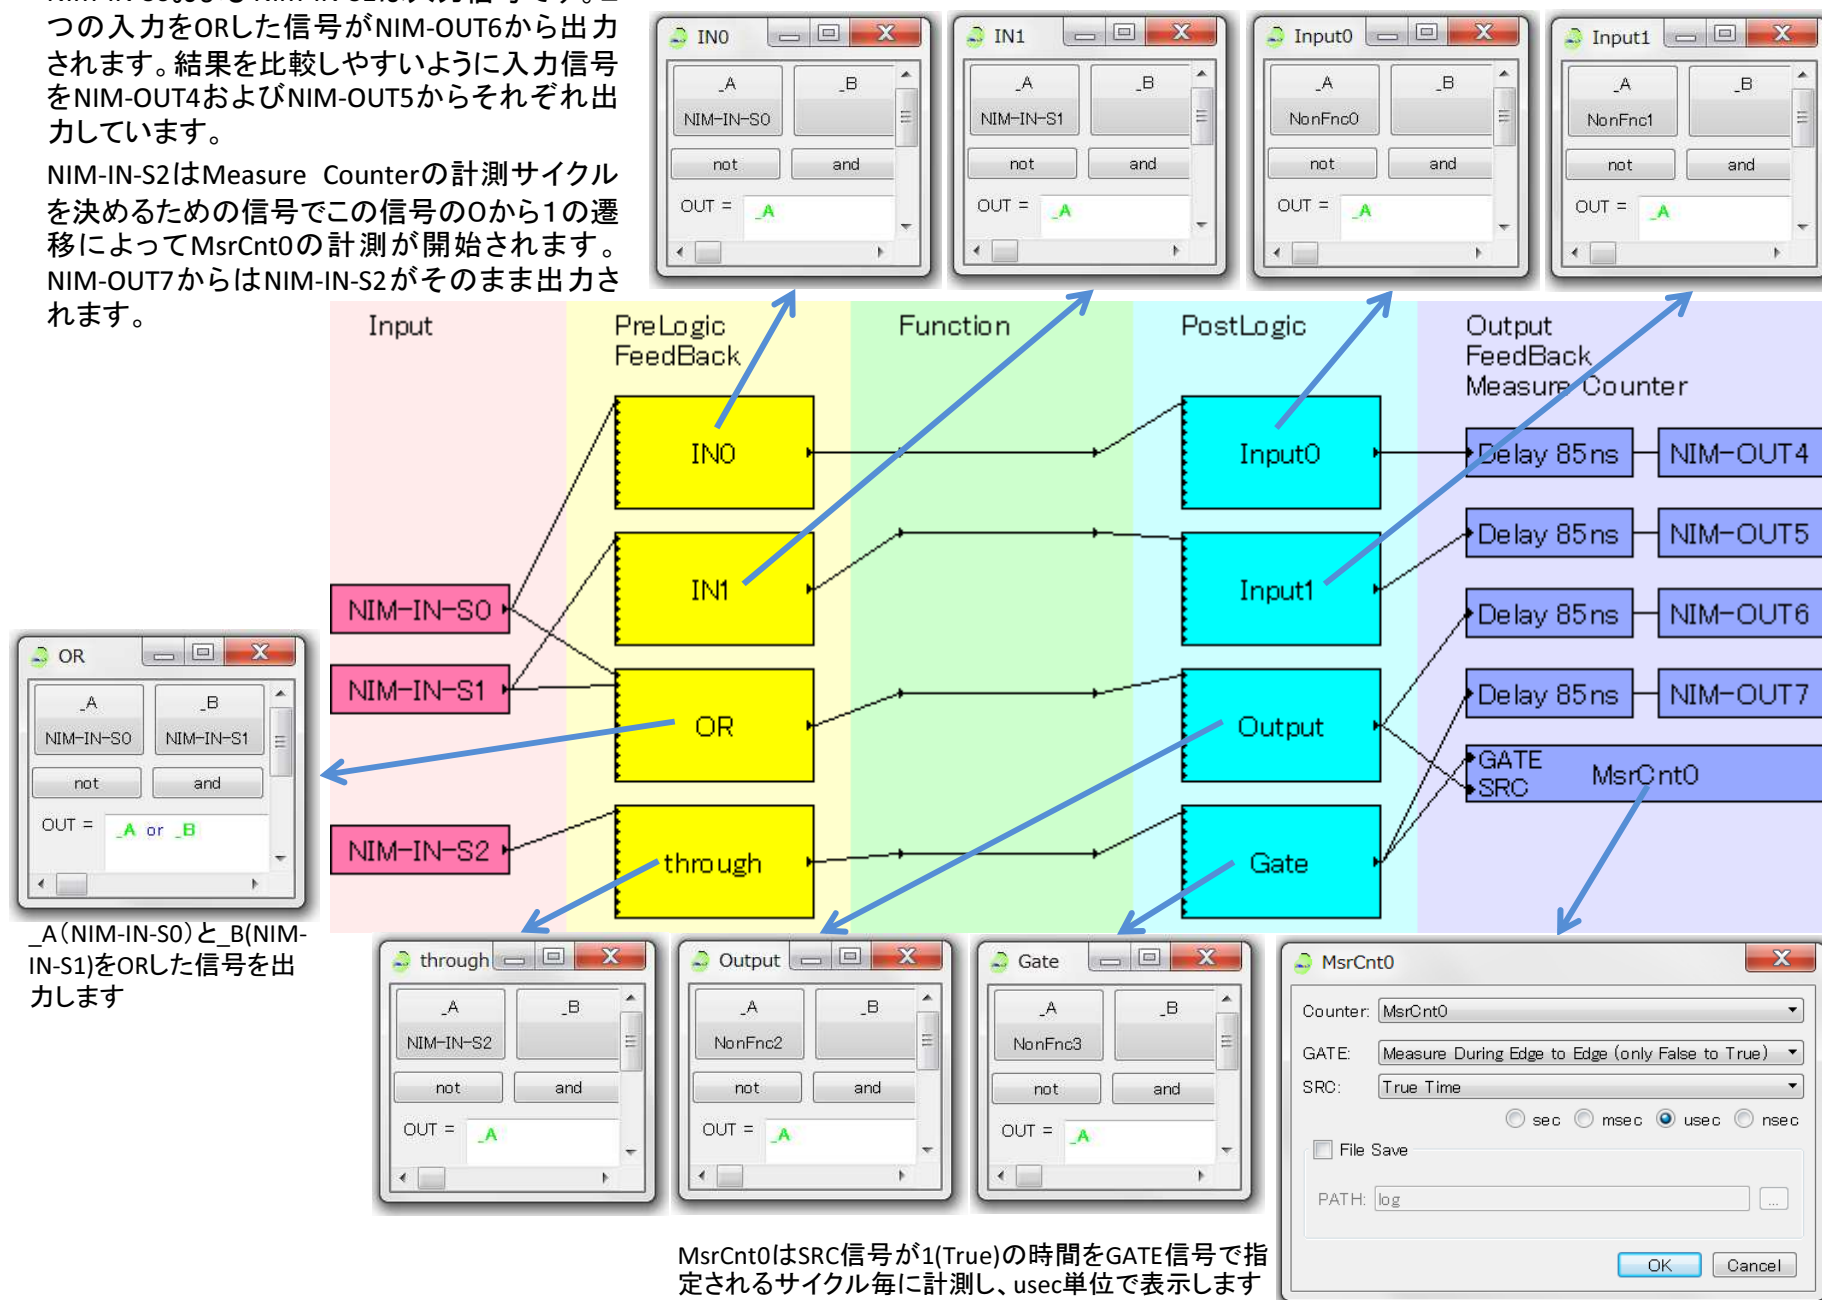 つの入力をORした信号がNIM-OUT6から出力
されます。結果を比較しやすいように入力信号
をNIM-OUT4およびNIM-OUT5からそれぞれ出
力しています。
NIM-IN-S2はMeasure Counterの計測サイクル
を決めるための信号でこの信号の0から1の遷
移によってMsrCnt0の計測が開始されます。
NIM-OUT7からはNIM-IN-S2がそのまま出力さ
れます。
IN0
_A
_B
NIM-IN-S0
not
and
OUT =
_A
IN1
_A
_B
NIM-IN-S1
not
and
OUT =
_A
Input0
_A
_B
NonFnc0
not
and
OUT =
_A
Input1
_A
_B
NonFnc1
not
and
OUT =
_A
Input
PreLogic
FeedBack
Function
PostLogic
Output
FeedBack
Measure Counter
IN0
Input0
Delay 85ns
NIM-OUT4
IN1
Input1
Delay 85ns
NIM-OUT5
NIM-IN-S0
Delay 85ns
NIM-OUT6
NIM-IN-S1
OR
Output
Delay 85ns
NIM-OUT7
GATE
SRC
MsrCnt0
NIM-IN-S2
through
Gate
OR
_A
_B
NIM-IN-S0
NIM-IN-S1
not
and
OUT =
_A or _B
_A(NIM-IN-S0)と_B(NIM-
IN-S1)をORした信号を出
力します
through
_A
_B
NIM-IN-S2
not
and
OUT =
_A
Output
_A
_B
NonFnc2
not
and
OUT =
_A
Gate
_A
_B
NonFnc3
not
and
OUT =
_A
MsrCnt0
Counter: MsrCnt0
GATE: Measure During Edge to Edge (only False to True)
SRC: True Time
sec msec usec nsec
File Save
PATH: log
...
OK
Cancel
MsrCnt0はSRC信号が1(True)の時間をGATE信号で指
定されるサイクル毎に計測し、usec単位で表示します